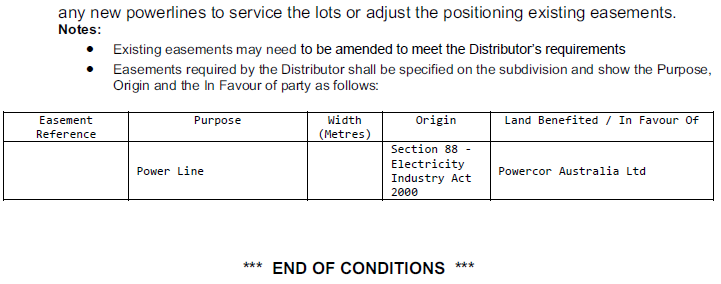 any new powerlines to service the lots or adjust the positioning existing easements.
Notes:
• Existing easements may need to be amended to meet the Distributor's requirements
• Easements required by the Distributor shall be specified on the subdivision and show the Purpose,
Origin and the In Favour of party as follows:
Easement Reference Purpose Width (Metres) Origin Land Benefited / In Favour Of
Power Line Section 88 - Electricity Industry Act 2000 Powercor Australia Ltd
*** END OF CONDITIONS ***